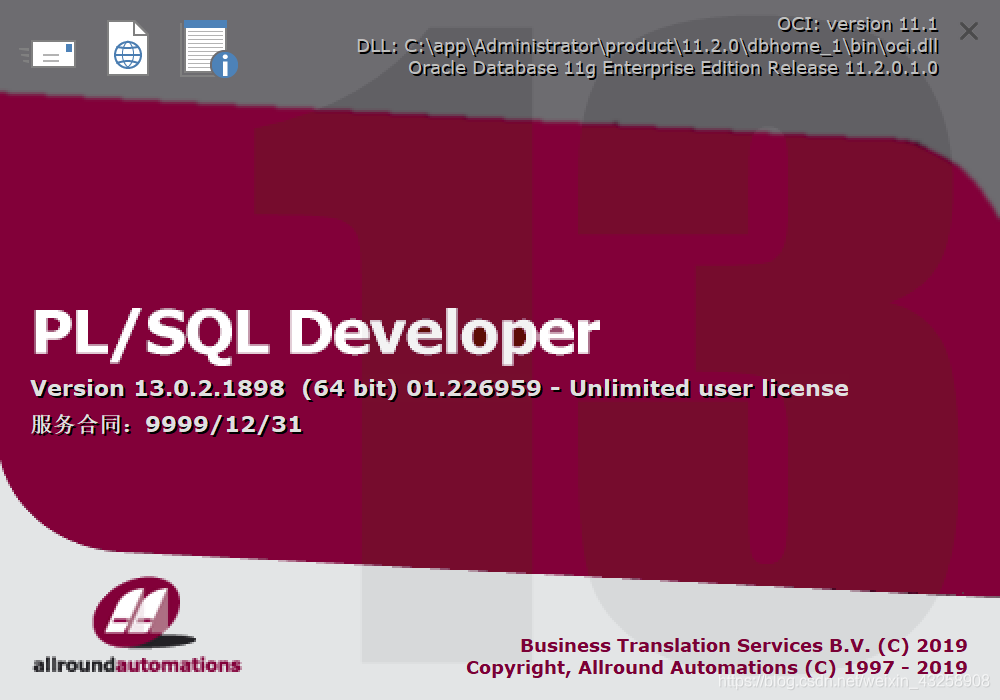 OCI: version 11.1
DLL: C:\app\Administrator\product\11.2.0\dbhome_1\bin\oci.dll
Oracle Database 11g Enterprise Edition Release 11.2.0.1.0
13
PL/SQL Developer
Version 13.0.2.1898 (64 bit) 01.226959 - Unlimited user license
服务合同：9999/12/31
allroundautomations
Business Translation Services B.V. (C) 2019
Copyright, Allround Automations (C) 1997 - 2019
https://blog.csdn.net/weixin_43258908